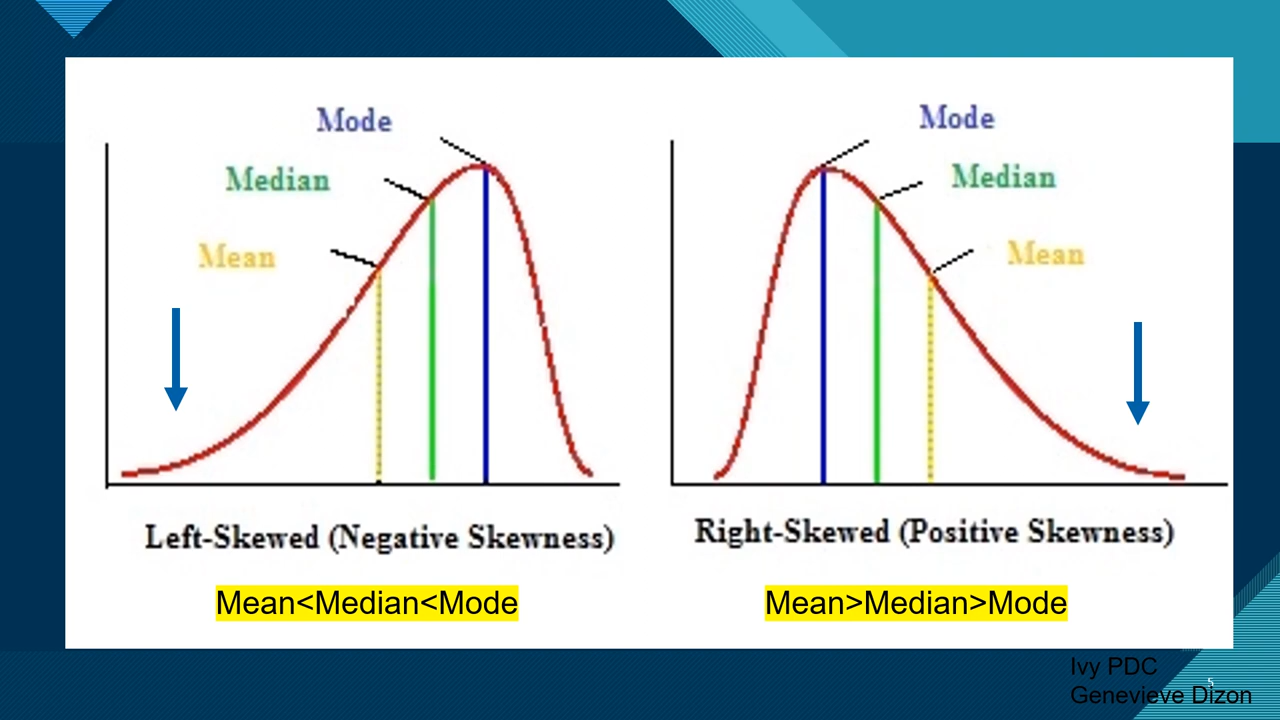 Mode
Median
Mean
Left-Skewed (Negative Skewness)
Mean<Median<Mode
Mode
Median
Mean
Right-Skewed (Positive Skewness)
Mean>Median>Mode
Ivy PDC
5
Genevieve Dizon